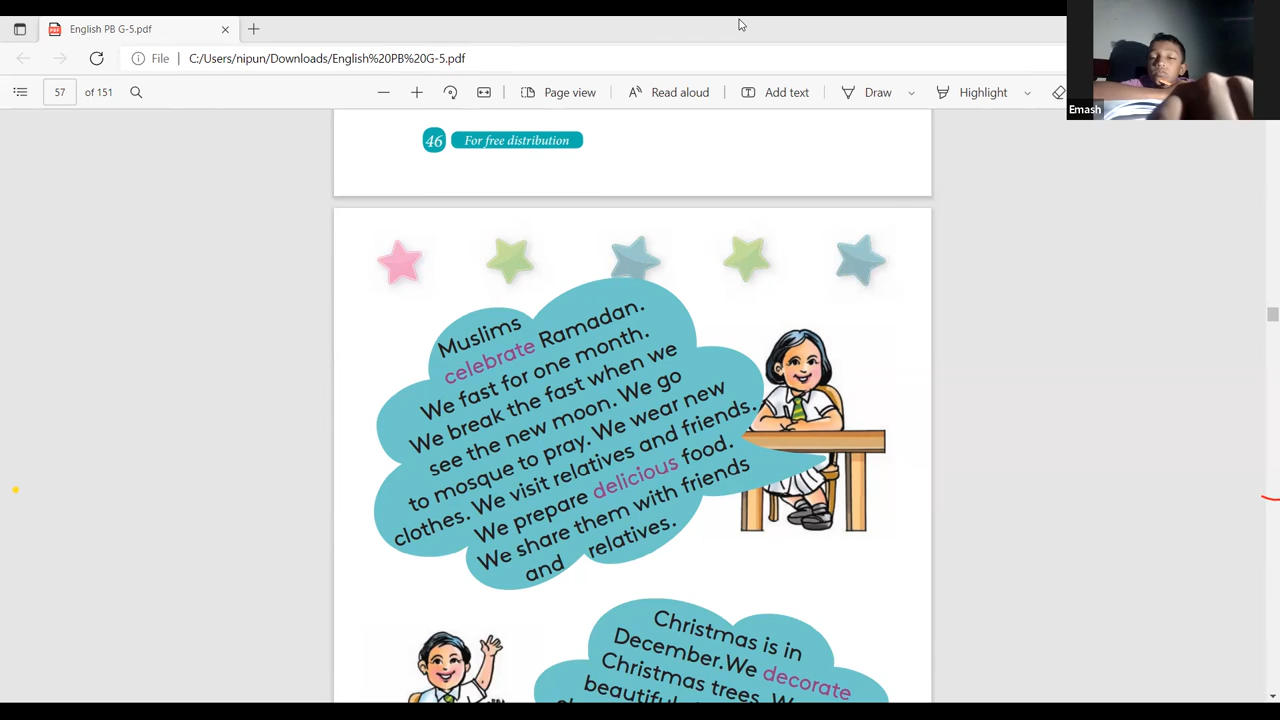 English PB G-5.pdf
File C:/Users/nipun/Downloads/English%20PB%20G-5.pdf
57 of 151 Page view Read aloud Add text Draw Highlight
Emash
46 For free distribution
Muslims
celebrate Ramadan.
We fast for one month.
We break the fast when we
see the new moon. We go
to mosque to pray. We wear new
clothes. We visit relatives and friends.
We prepare delicious food.
We share them with friends
and relatives.
Christmas is in
December.We decorate
Christmas trees.
beautiful